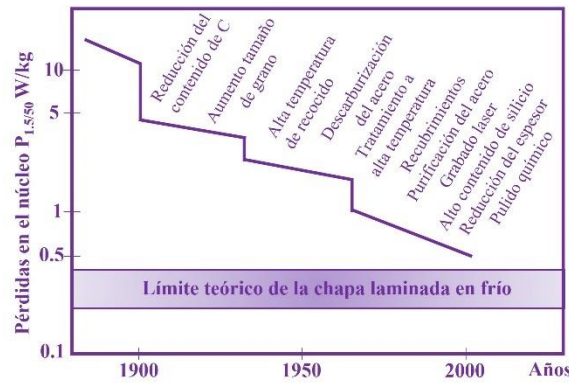 Pérdidas en el núcleo P1.5/50 W/kg
10
5
1
0.5
0.1
Reducción del
contenido de C
Aumento tamaño
de grano
Alta temperatura
de recocido
Descarburización
del acero
Tratamiento a
alta temperatura
Recubrimientos
Purificación del acero
Grabado laser
Alto contenido de silicio
Reducción del espesor
Pulido químico
Límite teórico de la chapa laminada en frío
1900
1950
2000
Años